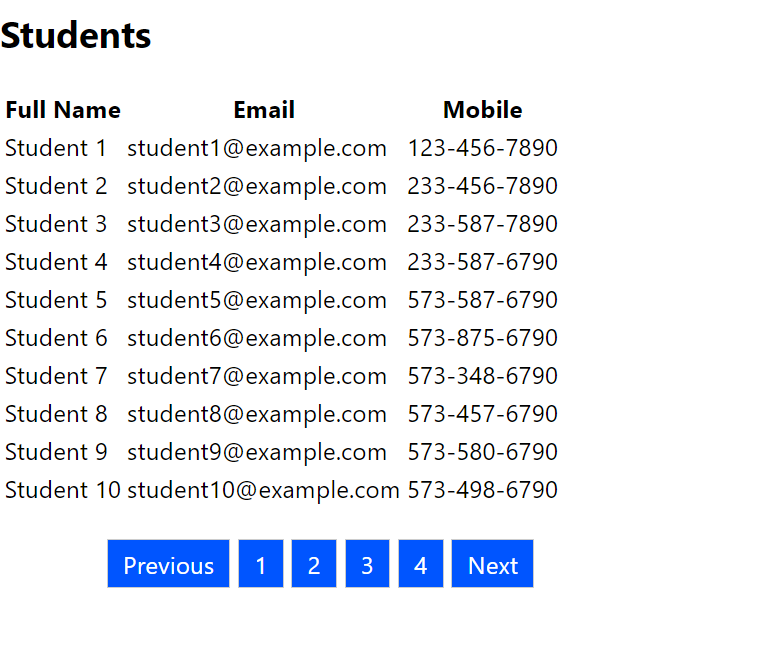 Students
Full Name Email Mobile
Student 1 student1@example.com 123-456-7890
Student 2 student2@example.com 233-456-7890
Student 3 student3@example.com 233-587-7890
Student 4 student4@example.com 233-587-6790
Student 5 student5@example.com 573-587-6790
Student 6 student6@example.com 573-875-6790
Student 7 student7@example.com 573-348-6790
Student 8 student8@example.com 573-457-6790
Student 9 student9@example.com 573-580-6790
Student 10 student10@example.com 573-498-6790
Previous 1 2 3 4 Next